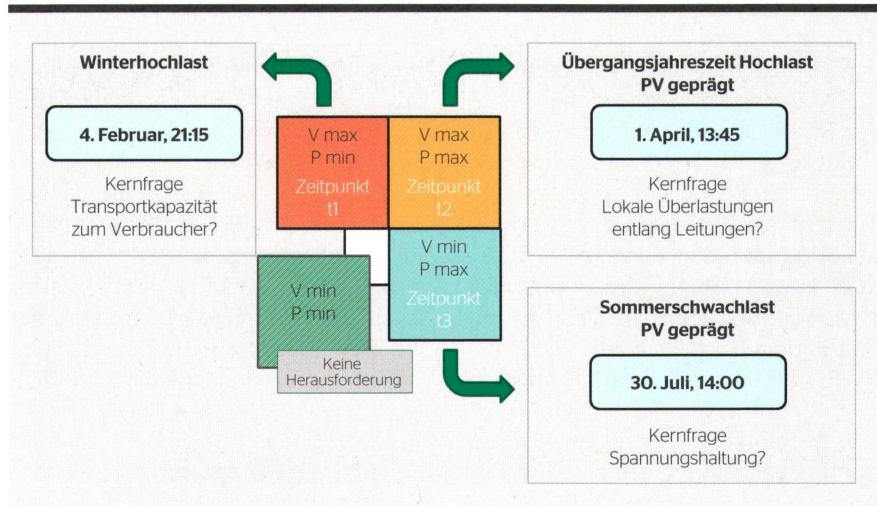 Winterhochlast
4. Februar, 21:15
Kernfrage
Transportkapazität
zum Verbraucher?
V max
P min
Zeitpunkt
t1
V max
P max
Zeitpunkt
t2
V min
P max
Zeitpunkt
t3
V min
P min
Keine
Herausforderung
Übergangsjahreszeit Hochlast
PV geprägt
1. April, 13:45
Kernfrage
Lokale Überlastungen
entlang Leitungen?
Sommerschwachlast
PV geprägt
30. Juli, 14:00
Kernfrage
Spannungshaltung?